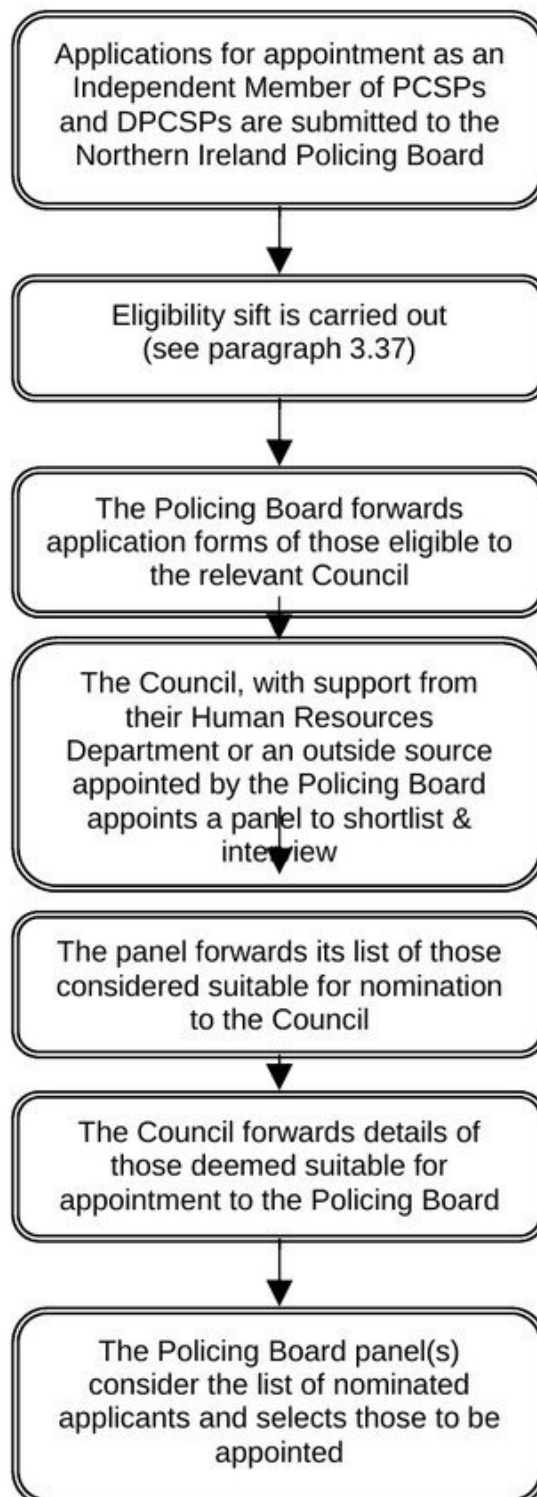 Applications for appointment as an
Independent Member of PCSPs
and DPCSPs are submitted to the
Northern Ireland Policing Board
Eligibility sift is carried out
(see paragraph 3.37)
The Policing Board forwards
application forms of those eligible to
the relevant Council
The Council, with support from
their Human Resources
Department or an outside source
appointed by the Policing Board
appoints a panel to shortlist &
interview
The panel forwards its list of those
considered suitable for nomination
to the Council
The Council forwards details of
those deemed suitable for
appointment to the Policing Board
The Policing Board panel(s)
consider the list of nominated
applicants and selects those to be
appointed